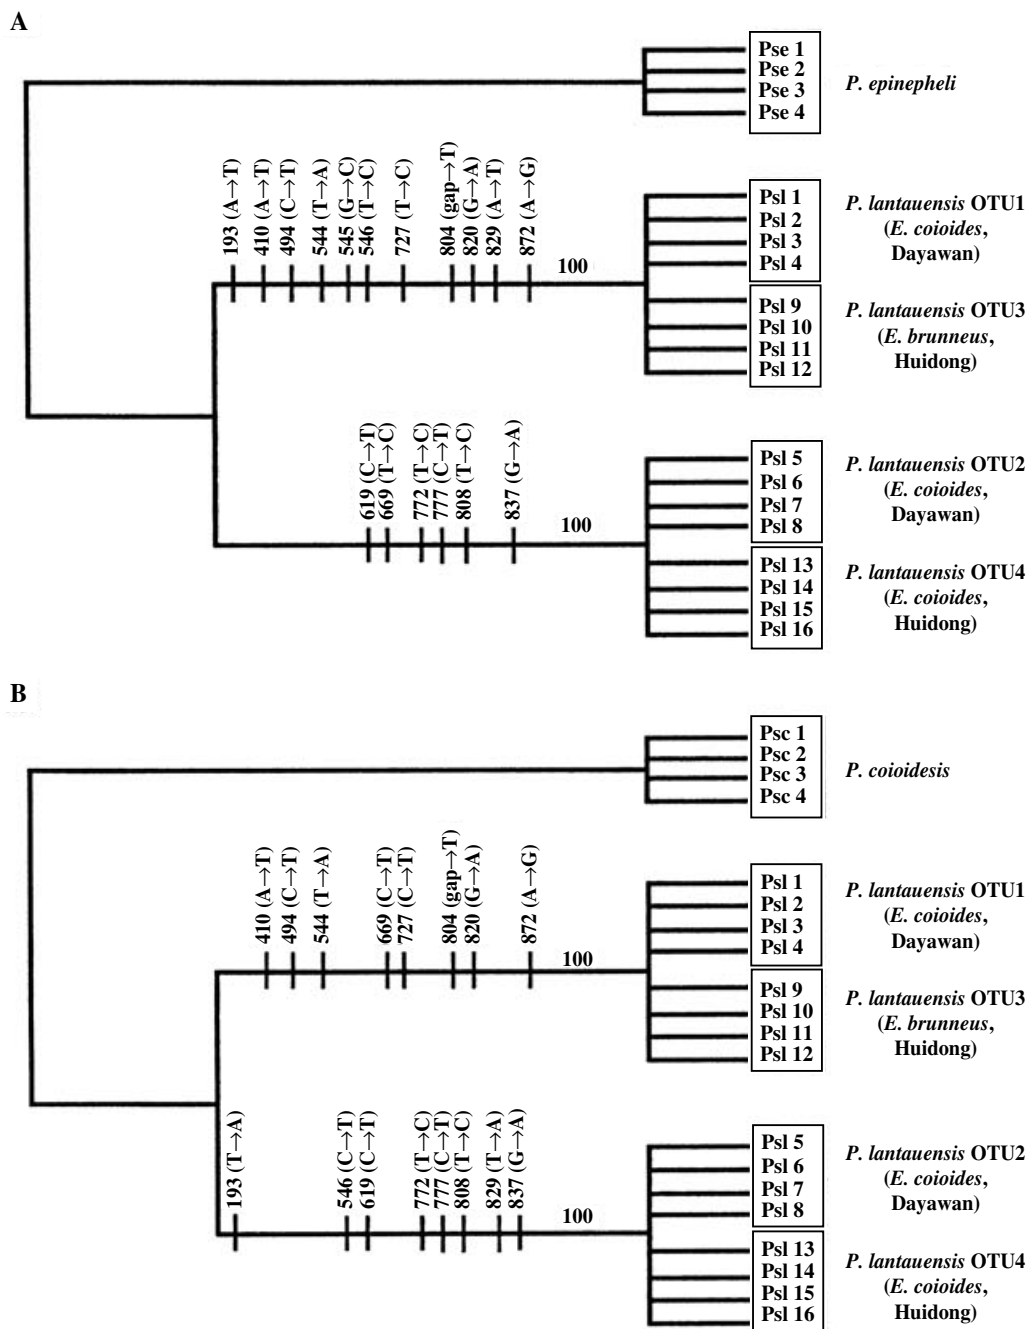 A
Pse 1
Pse 2
Pse 3
Pse 4
P. epinepheli
193 (A→T)
410 (A→T)
494 (C→T)
544 (T→A)
545 (G→C)
546 (T→C)
727 (T→C)
804 (gap→T)
820 (G→A)
829 (A→T)
872 (A→G)
100
Psl 1
Psl 2
Psl 3
Psl 4
P. lantauensis OTU1
(E. coioides,
Dayawan)
Psl 9
Psl 10
Psl 11
Psl 12
P. lantauensis OTU3
(E. brunneus,
Huidong)
619 (C→T)
669 (T→C)
772 (T→C)
777 (C→T)
808 (T→C)
837 (G→A)
100
Psl 5
Psl 6
Psl 7
Psl 8
P. lantauensis OTU2
(E. coioides,
Dayawan)
Psl 13
Psl 14
Psl 15
Psl 16
P. lantauensis OTU4
(E. coioides,
Huidong)
B
Psc 1
Psc 2
Psc 3
Psc 4
P. coioidesis
410 (A→T)
494 (C→T)
544 (T→A)
669 (C→T)
727 (C→T)
804 (gap→T)
820 (G→A)
872 (A→G)
100
Psl 1
Psl 2
Psl 3
Psl 4
P. lantauensis OTU1
(E. coioides,
Dayawan)
Psl 9
Psl 10
Psl 11
Psl 12
P. lantauensis OTU3
(E. brunneus,
Huidong)
193 (T→A)
546 (C→T)
619 (C→T)
772 (T→C)
777 (C→T)
808 (T→C)
829 (T→A)
837 (G→A)
100
Psl 5
Psl 6
Psl 7
Psl 8
P. lantauensis OTU2
(E. coioides,
Dayawan)
Psl 13
Psl 14
Psl 15
Psl 16
P. lantauensis OTU4
(E. coioides,
Huidong)